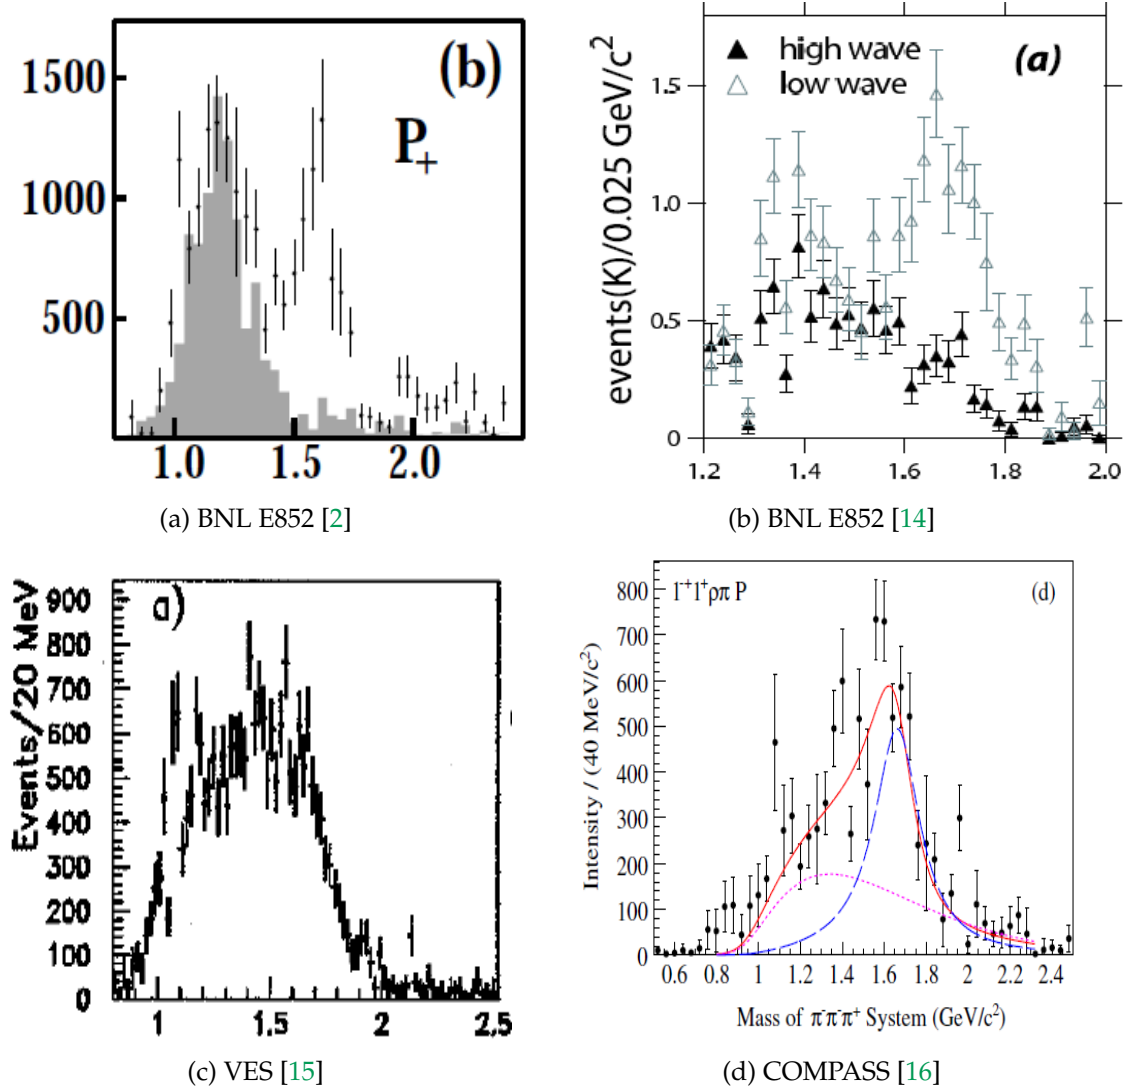 (b)
P+
1500
1000
500
1.0 1.5 2.0
(a) BNL E852 [2]
(a)
high wave
low wave
events(K)/0.025 GeV/c²
1.5
1.0
0.5
0
1.2 1.4 1.6 1.8 2.0
(b) BNL E852 [14]
a)
Events/20 MeV
900
800
700
600
500
400
300
200
100
0
1 1.5 2 2.5
(c) VES [15]
1⁻⁺1⁺ρπ P
(d)
Intensity / (40 MeV/c²)
800
700
600
500
400
300
200
100
0
0.6 0.8 1 1.2 1.4 1.6 1.8 2 2.2 2.4
Mass of π⁻π⁻π⁺ System (GeV/c²)
(d) COMPASS [16]